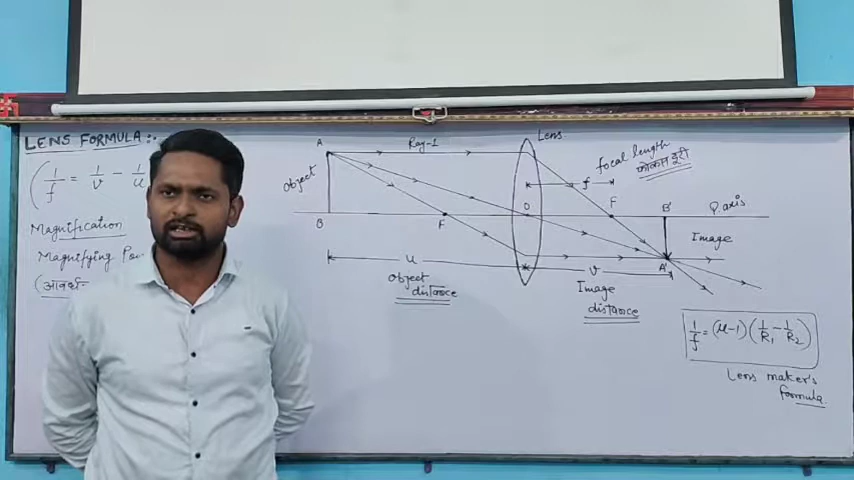 LENS FORMULA :-
1/f = 1/v - 1/u
Magnification
Magnifying
A
Ray-1
Lens
object
focal length
फोकस दूरी
f
B
F
O
F
B'
P.axis
Image
A'
u
v
Object
distance
Image
distance
1/f = (μ-1)(1/R₁ - 1/R₂)
Lens maker's
formula.